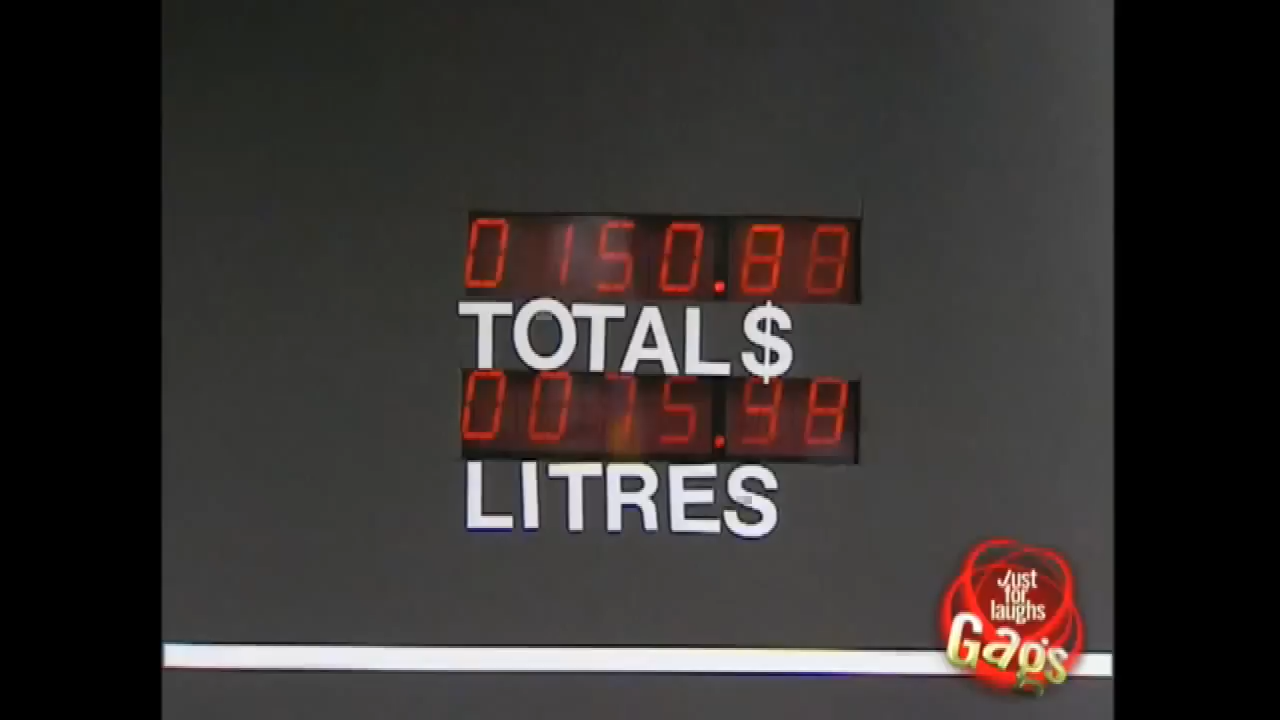 0150.88
TOTAL$
0075.98
LITRES
Just
for
laughs
Gags